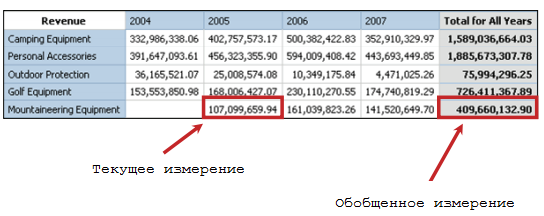 Revenue 2004 2005 2006 2007 Total for All Years
Camping Equipment 332,986,338.06 402,757,573.17 500,382,422.83 352,910,329.97 1,589,036,664.03
Personal Accessories 391,647,093.61 456,323,355.90 594,009,408.42 443,693,449.85 1,885,673,307.78
Outdoor Protection 36,165,521.07 25,008,574.08 10,349,175.84 4,471,025.26 75,994,296.25
Golf Equipment 153,553,850.98 168,006,427.07 230,110,270.55 174,740,819.29 726,411,367.89
Mountaineering Equipment 107,099,659.94 161,039,823.26 141,520,649.70 409,660,132.90
Текущее измерение
Обобщенное измерение